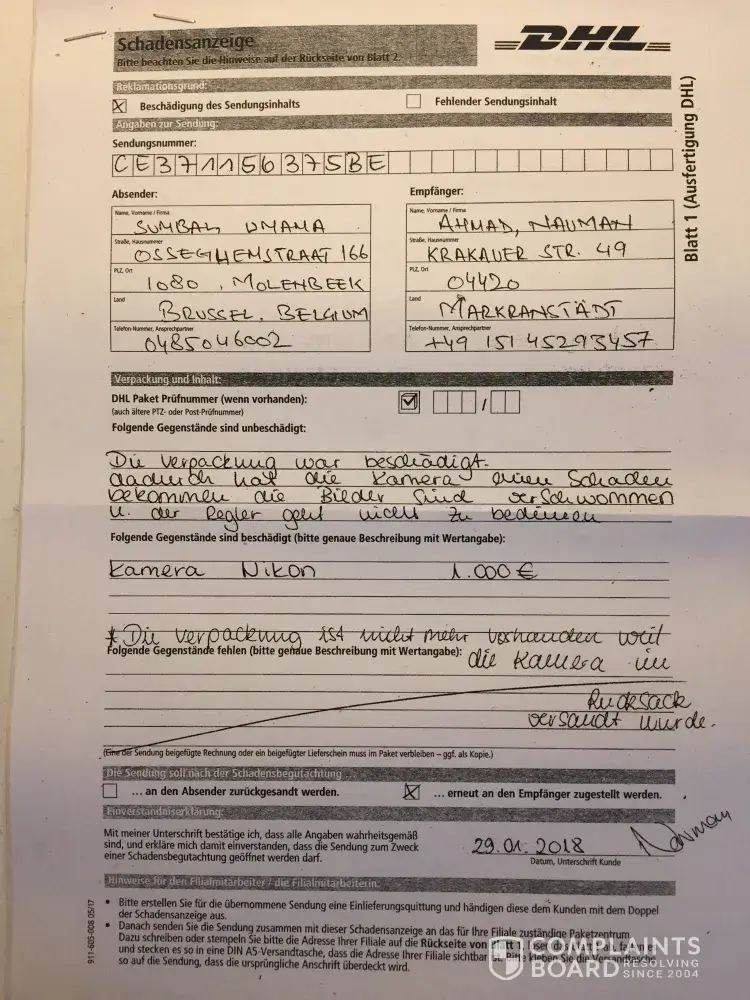 Schadensanzeige
Bitte beachten Sie die Hinweise auf der Rückseite von Blatt 2.
DHL
Reklamationsgrund:
Beschädigung des Sendungsinhalts
Fehlender Sendungsinhalt
Angaben zur Sendung:
Sendungsnummer:
CE371156375BE
Blatt 1 (Ausfertigung DHL)
Absender:
Name, Vorname / Firma
SUMBAL UMAMA
Straße, Hausnummer
OSSEGHEMSTRAAT 166
PLZ, Ort
1080, MOLENBEEK
Land
BRUSSEL, BELGIUM
Telefon-Nummer, Ansprechpartner
0485046002
Empfänger:
Name, Vorname / Firma
AHMAD, NAUMAN
Straße, Hausnummer
KRAKAUER STR. 49
PLZ, Ort
04420
Land
MARKRANSTÄDT
Telefon-Nummer, Ansprechpartner
+49 151 45293457
Verpackung und Inhalt:
DHL Paket Prüfnummer (wenn vorhanden):
(auch ältere PTZ- oder Post-Prüfnummer)
/
Folgende Gegenstände sind unbeschädigt:
Die Verpackung war beschädigt.
dadurch hat die Kamera einen Schaden
bekommen die Bilder sind verschwommen
u. der Regler geht nicht zu bedienen
Folgende Gegenstände sind beschädigt (bitte genaue Beschreibung mit Wertangabe):
Kamera Nikon 1.000 €
* Die Verpackung ist nicht mehr vorhanden weil
Folgende Gegenstände fehlen (bitte genaue Beschreibung mit Wertangabe):
die Kamera im
Rucksack
versandt wurde.
(Eine der Sendung beigefügte Rechnung oder ein beigefügter Lieferschein muss im Paket verbleiben – ggf. als Kopie.)
Die Sendung soll nach der Schadensbegutachtung
... an den Absender zurückgesandt werden.
... erneut an den Empfänger zugestellt werden.
Einverständniserklärung:
Mit meiner Unterschrift bestätige ich, dass alle Angaben wahrheitsgemäß
sind, und erkläre mich damit einverstanden, dass die Sendung zum Zweck
einer Schadensbegutachtung geöffnet werden darf.
29.01.2018
Nauman
Datum, Unterschrift Kunde
Hinweise für den Filialmitarbeiter / die Filialmitarbeiterin:
• Bitte erstellen Sie für die übernommene Sendung eine Einlieferungsquittung und händigen diese dem Kunden mit dem Doppel
der Schadensanzeige aus.
• Danach senden Sie die Sendung zusammen mit dieser Schadensanzeige an das für Ihre Filiale zuständige Paketzentrum.
Dazu schreiben oder stempeln Sie bitte die Adresse Ihrer Filiale auf die Rückseite von Blatt 1,
und stecken es so in eine DIN A5-Versandtasche, dass die Adresse Ihrer Filiale sichtbar ist. Bitte kleben Sie die Versandtasche
so auf die Sendung, dass die ursprüngliche Anschrift überdeckt wird.
911-605-008 05/17
COMPLAINTS
BOARD
RESOLVING
SINCE 2004